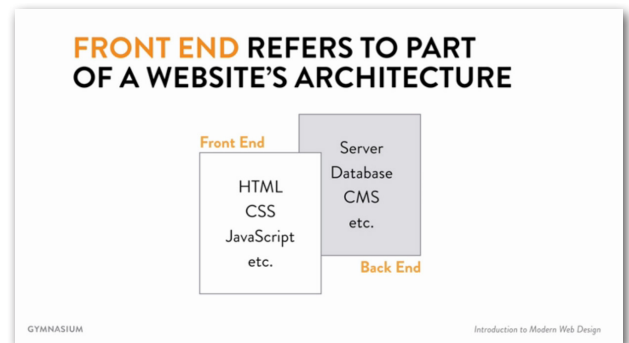 FRONT END REFERS TO PART
OF A WEBSITE'S ARCHITECTURE
Front End
HTML
CSS
JavaScript
etc.
Server
Database
CMS
etc.
Back End
GYMNASIUM
Introduction to Modern Web Design